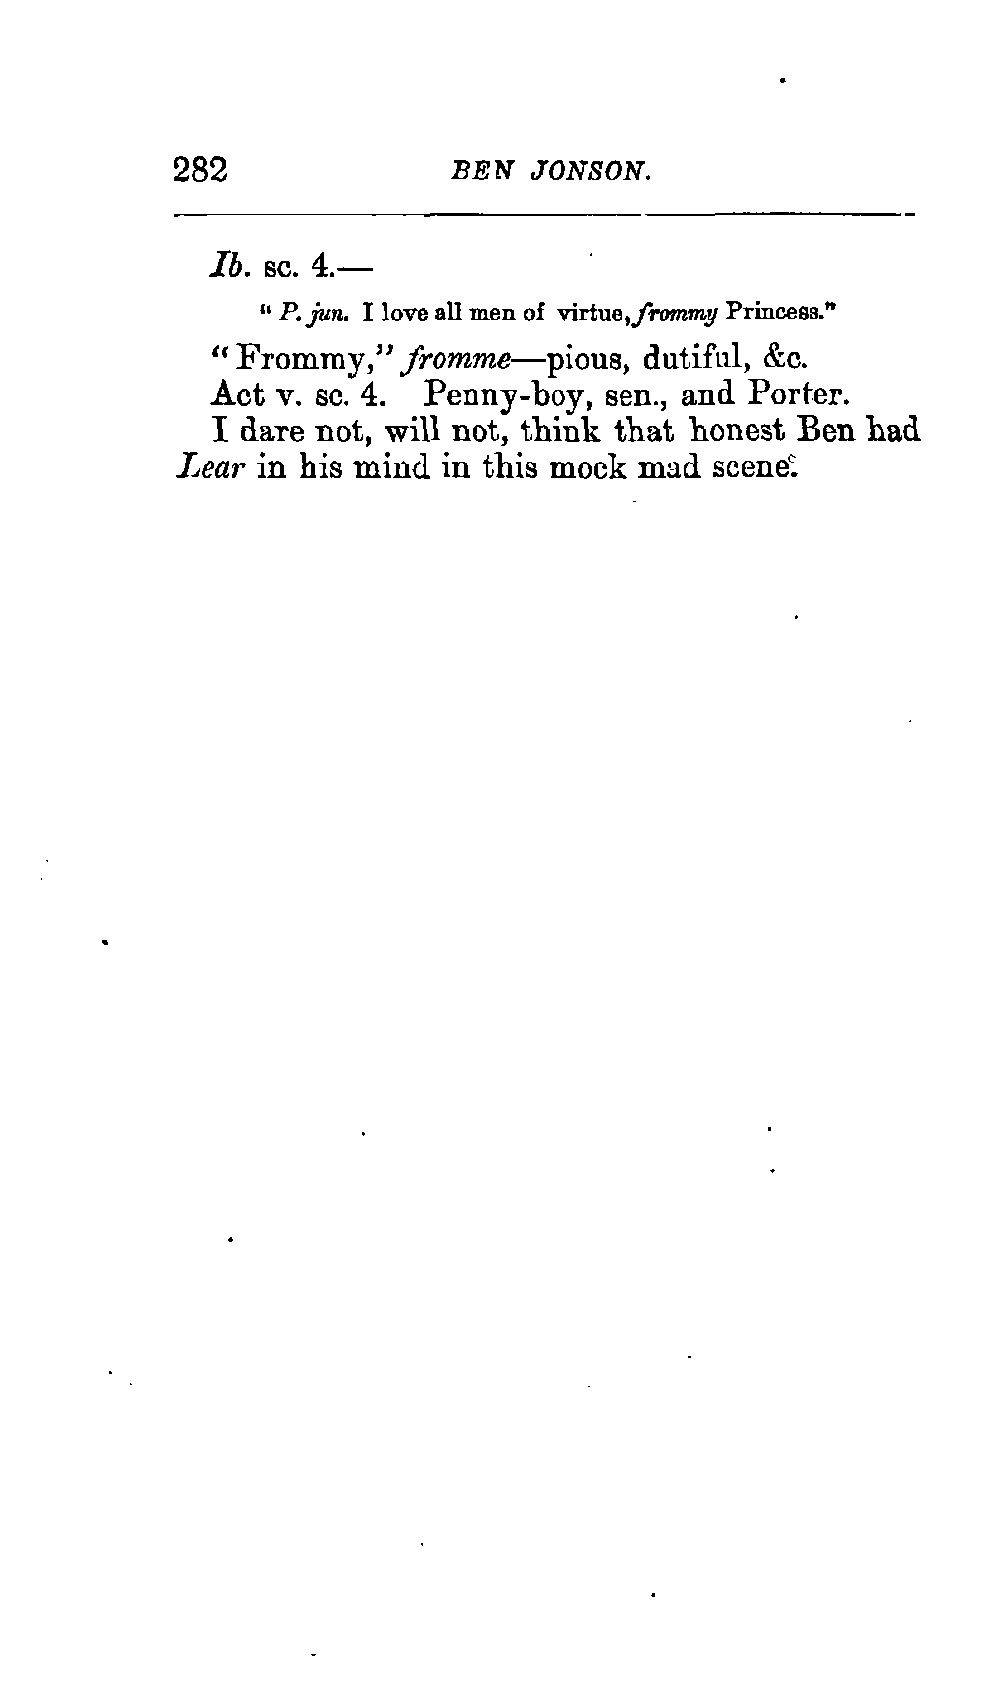 282 BEN JONSON.
Ib. sc. 4.—
" P. jun. I love all men of virtue, frommy Princess."
"Frommy," fromme—pious, dutiful, &c.
Act v. sc. 4. Penny-boy, sen., and Porter.
I dare not, will not, think that honest Ben had
Lear in his mind in this mock mad scene.